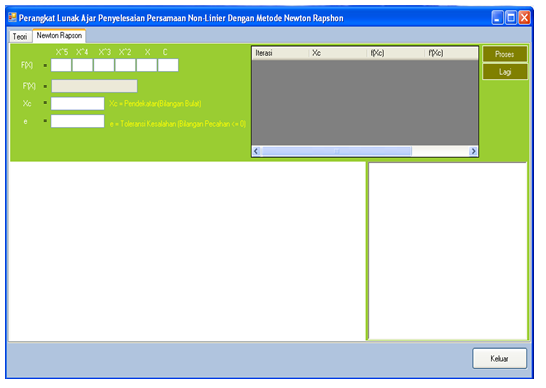 Perangkat Lunak Ajar Penyelesaian Persamaan Non-Linier Dengan Metode Newton Rapshon
Teori Newton Rapson
X^5 X^4 X^3 X^2 X C
F(X) =
F'(X) =
Xc = Xc = Pendekatan(Bilangan Bulat)
e = e = Toleransi Kesalahan (Bilangan Pecahan <= 0)
Iterasi Xc f(Xc) f'(Xc)
Proses
Lagi
Keluar